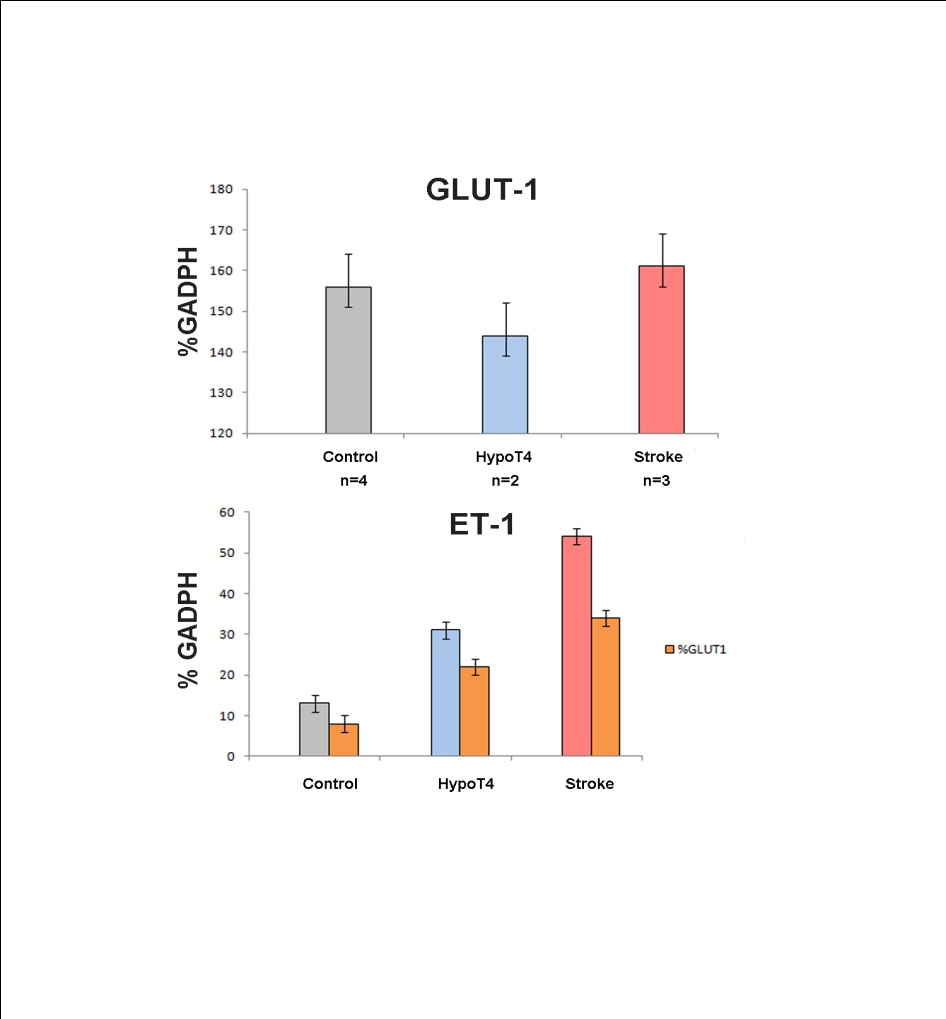 GLUT-1
%GADPH
180
170
160
150
140
130
120
Control HypoT4 Stroke
n=4 n=2 n=3
ET-1
% GADPH
60
50
40
30
20
10
0
%GLUT1
Control HypoT4 Stroke